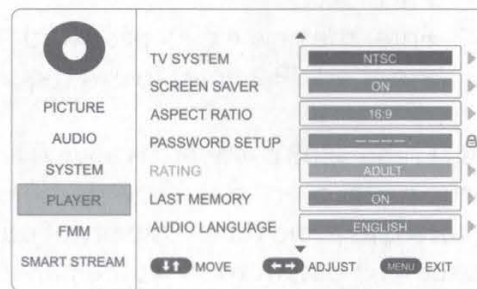 TV SYSTEM NTSC
SCREEN SAVER ON
ASPECT RATIO 16:9
PASSWORD SETUP – – – –
RATING ADULT
LAST MEMORY ON
AUDIO LANGUAGE ENGLISH
PICTURE
AUDIO
SYSTEM
PLAYER
FMM
SMART STREAM
MOVE ADJUST MENU EXIT